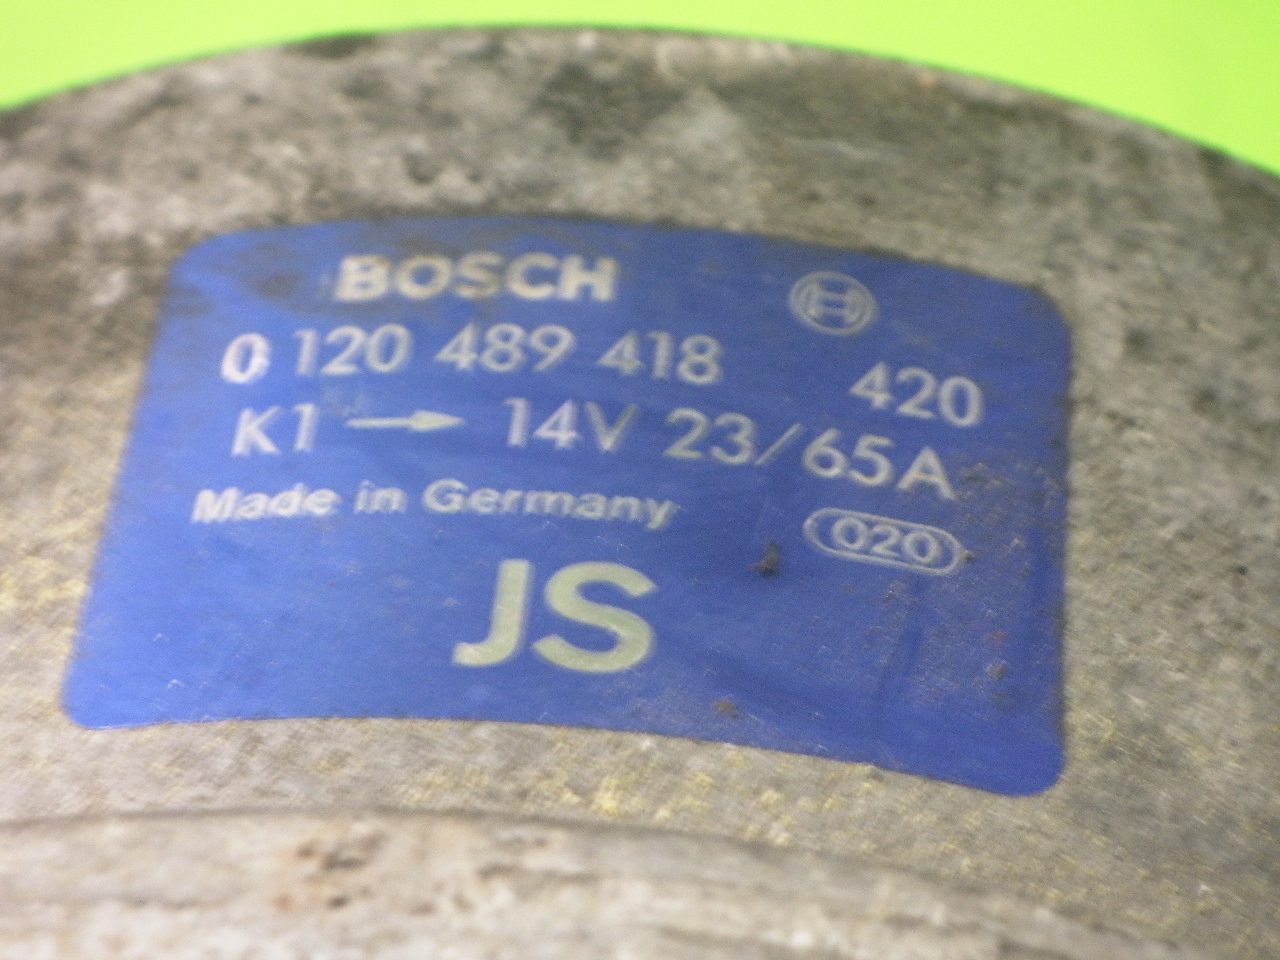 BOSCH
0 120 489 418 420
K1 → 14V 23/65A
Made in Germany 020
JS